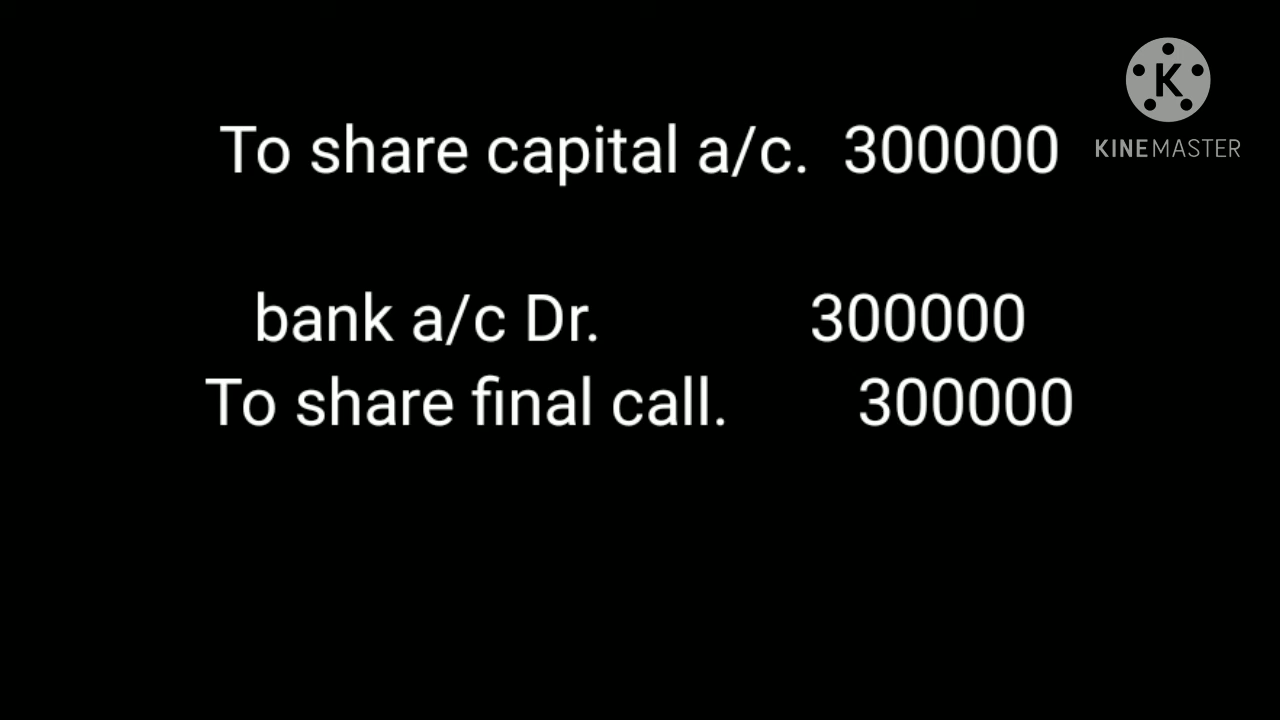 To share capital a/c. 300000
K
KINEMASTER
bank a/c Dr. 300000
To share final call. 300000